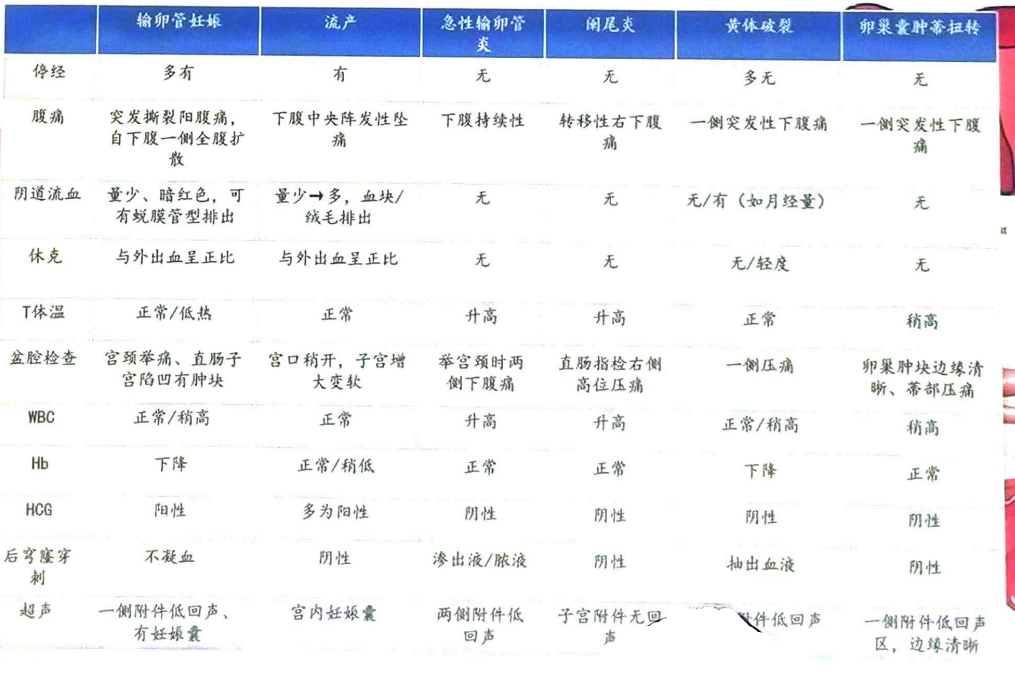 输卵管妊娠
流产
急性输卵管
炎
阑尾炎
黄体破裂
卵巢囊肿蒂扭转
停经
多有
有
无
无
多无
无
腹痛
突发撕裂阳腹痛，
自下腹一侧全腹扩
散
下腹中央阵发性坠
痛
下腹持续性
转移性右下腹
痛
一侧突发性下腹痛
一侧突发性下腹
痛
阴道流血
量少、暗红色，可
有蜕膜管型排出
量少→多，血块/
绒毛排出
无
无
无/有（如月经量）
无
休克
与外出血呈正比
与外出血呈正比
无
无
无/轻度
无
T体温
正常/低热
正常
升高
升高
正常
稍高
盆腔检查
宫颈举痛、直肠子
宫陷凹有肿块
宫口稍开，子宫增
大变软
举宫颈时两
侧下腹痛
直肠指检右侧
高位压痛
一侧压痛
卵巢肿块边缘清
晰、蒂部压痛
WBC
正常/稍高
正常
升高
升高
正常/稍高
稍高
Hb
下降
正常/稍低
正常
正常
下降
正常
HCG
阳性
多为阳性
阴性
阴性
阴性
阴性
后穹窿穿
刺
不凝血
阴性
渗出液/脓液
阴性
抽出血液
阴性
超声
一侧附件低回声、
有妊娠囊
宫内妊娠囊
两侧附件低
回声
子宫附件无回
声
附件低回声
一侧附件低回声
区，边缘清晰